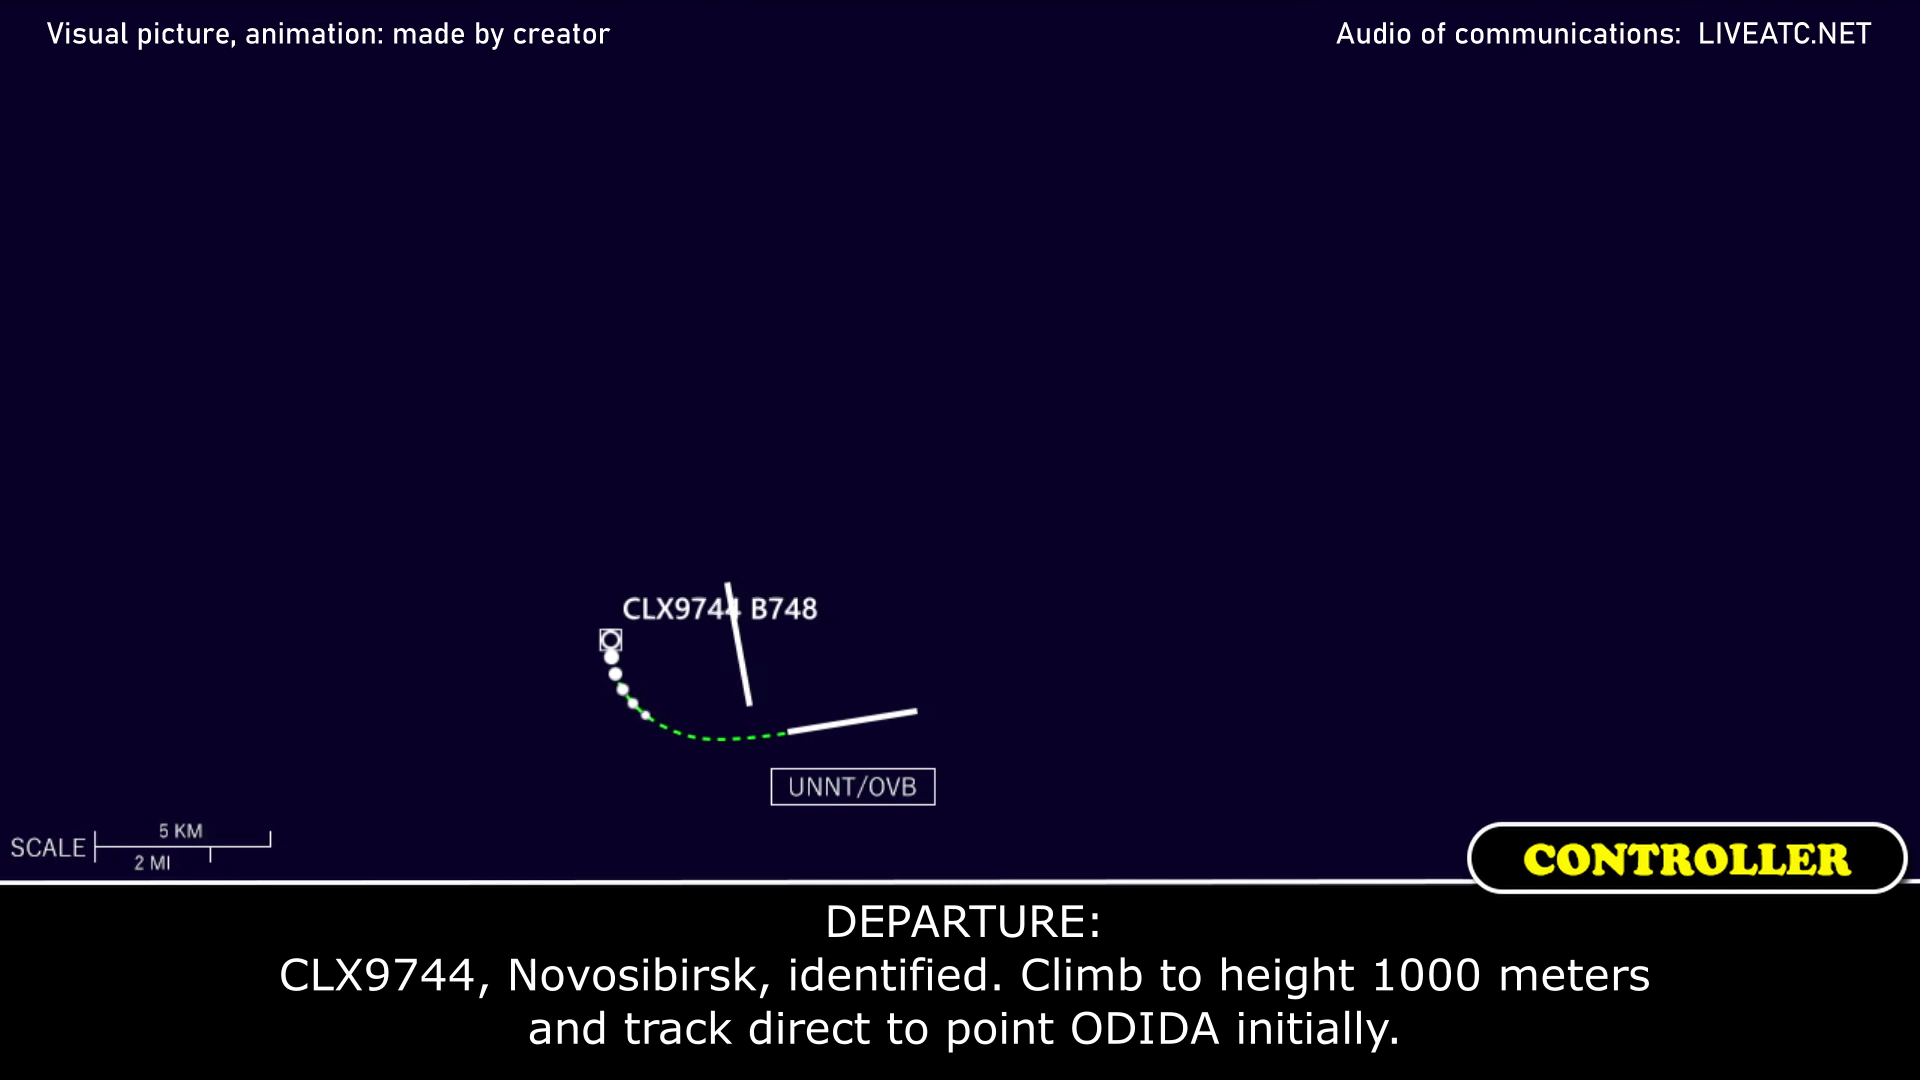 Visual picture, animation: made by creator
Audio of communications: LIVEATC.NET
CLX9744 B748
UNNT/OVB
5 KM
SCALE
2 MI
CONTROLLER
DEPARTURE:
CLX9744, Novosibirsk, identified. Climb to height 1000 meters
and track direct to point ODIDA initially.